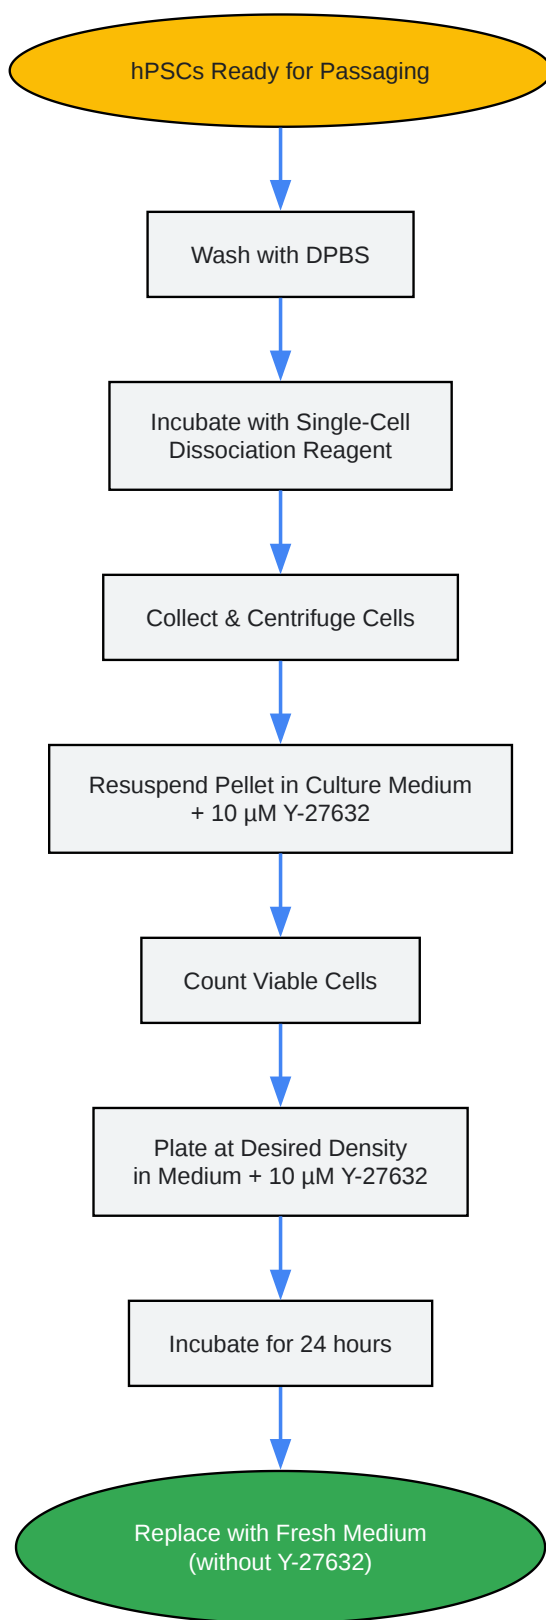 hPSCs Ready for Passaging
Wash with DPBS
Incubate with Single-Cell
Dissociation Reagent
Collect & Centrifuge Cells
Resuspend Pellet in Culture Medium
+ 10 µM Y-27632
Count Viable Cells
Plate at Desired Density
in Medium + 10 µM Y-27632
Incubate for 24 hours
Replace with Fresh Medium
(without Y-27632)